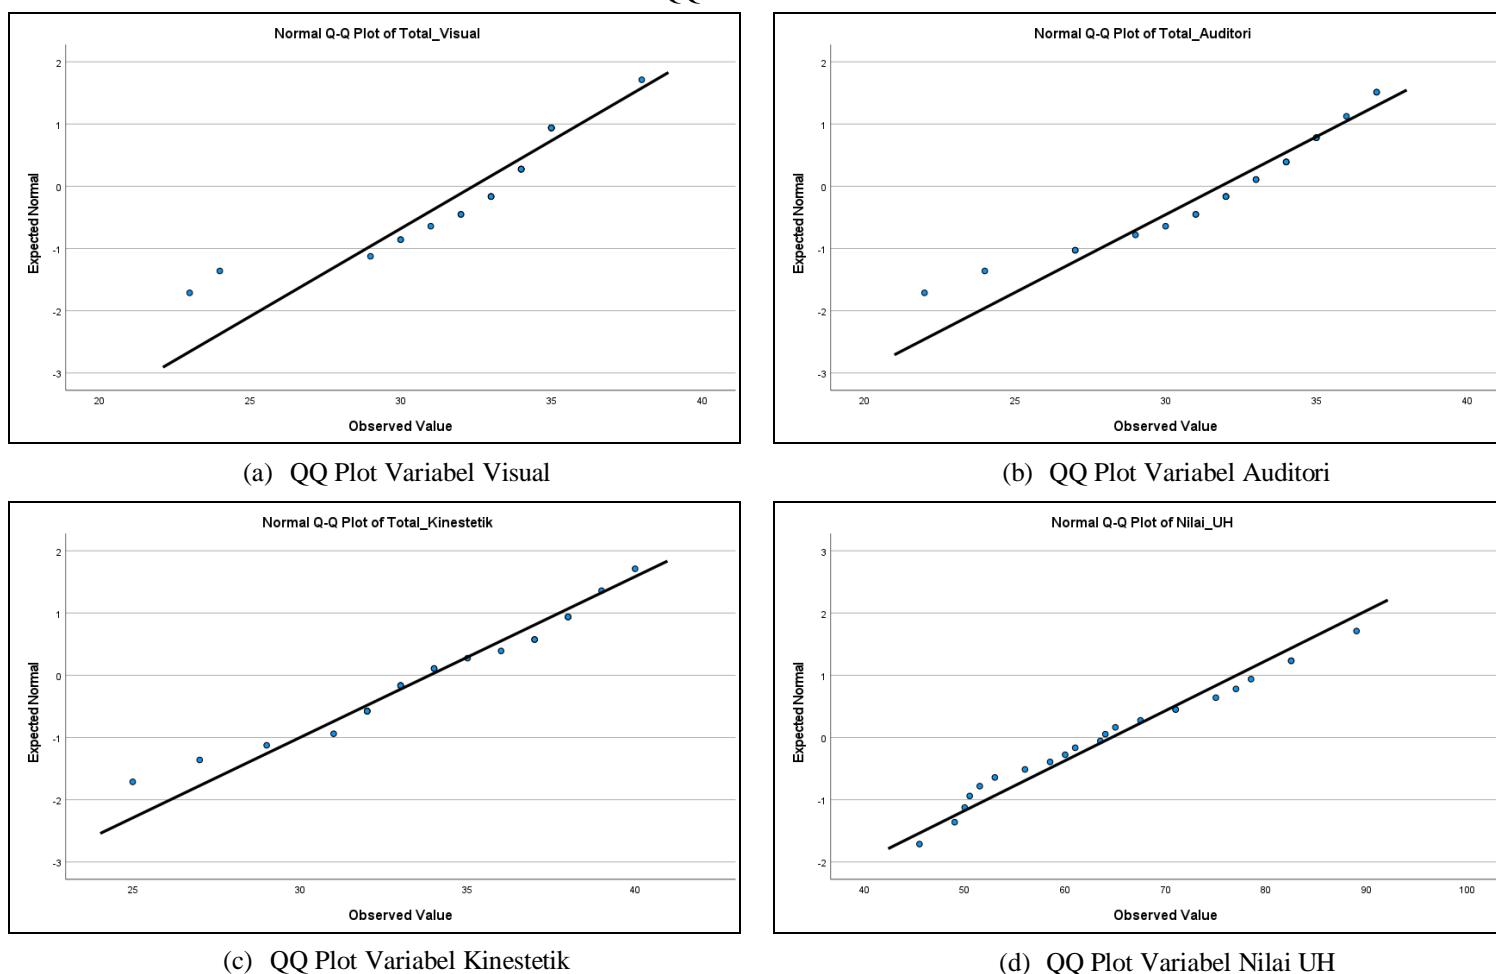 QQ
Normal Q-Q Plot of Total_Visual
2
1
0
-1
-2
-3
Expected Normal
20 25 30 35 40
Observed Value
(a) QQ Plot Variabel Visual
Normal Q-Q Plot of Total_Auditori
2
1
0
-1
-2
-3
Expected Normal
20 25 30 35 40
Observed Value
(b) QQ Plot Variabel Auditori
Normal Q-Q Plot of Total_Kinestetik
2
1
0
-1
-2
-3
Expected Normal
25 30 35 40
Observed Value
(c) QQ Plot Variabel Kinestetik
Normal Q-Q Plot of Nilai_UH
3
2
1
0
-1
-2
Expected Normal
40 50 60 70 80 90 100
Observed Value
(d) QQ Plot Variabel Nilai UH